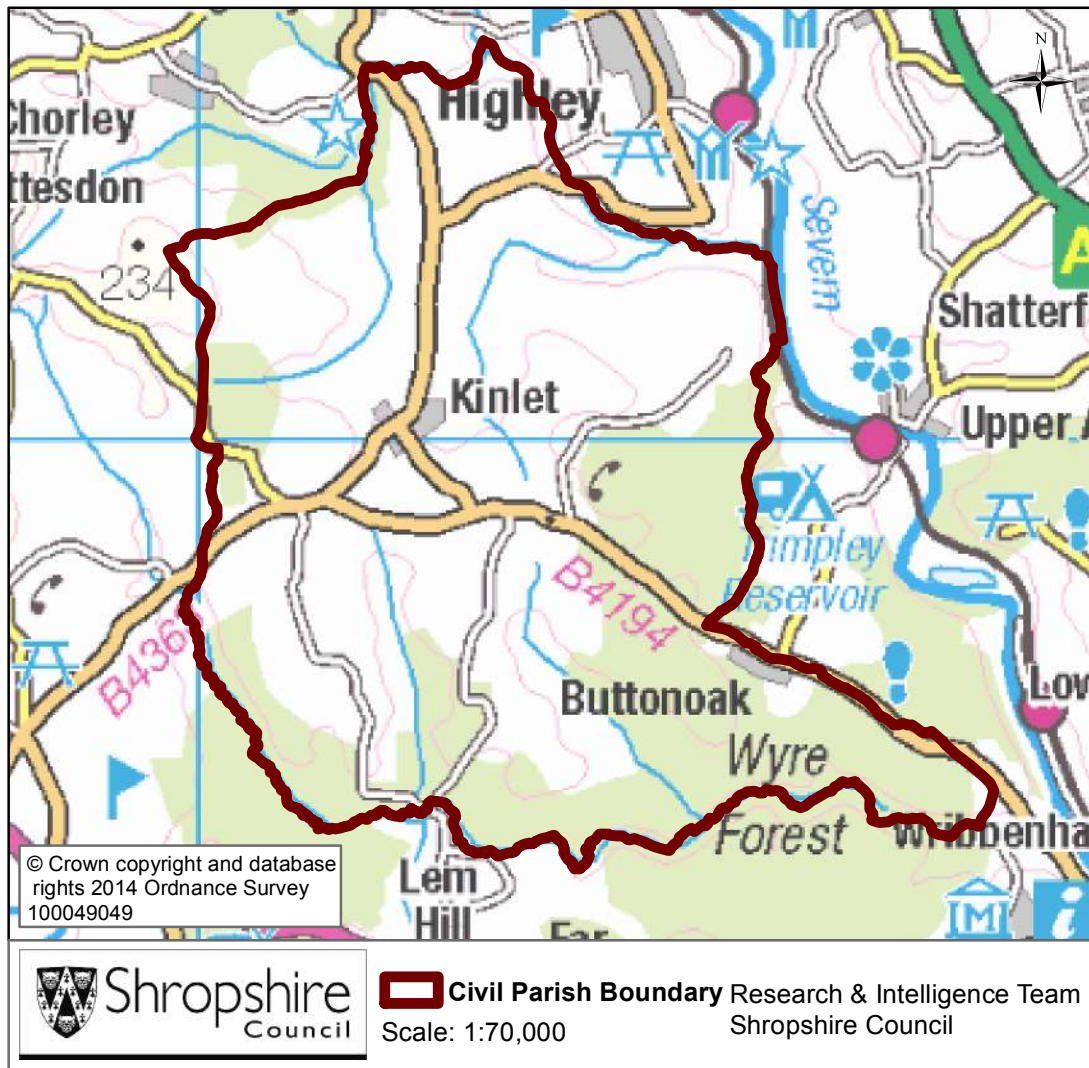 N
Highley
Chorley
ttesdon
234
Severn
A
Shatterf
Kinlet
Upper A
B4194
Reservoir
B436
Buttonoak
Lov
Wyre
Forest
Wribbenha
Lem
Hill
Far
M
i
© Crown copyright and database
rights 2014 Ordnance Survey
100049049
Shropshire
Council
Civil Parish Boundary
Scale: 1:70,000
Research & Intelligence Team
Shropshire Council